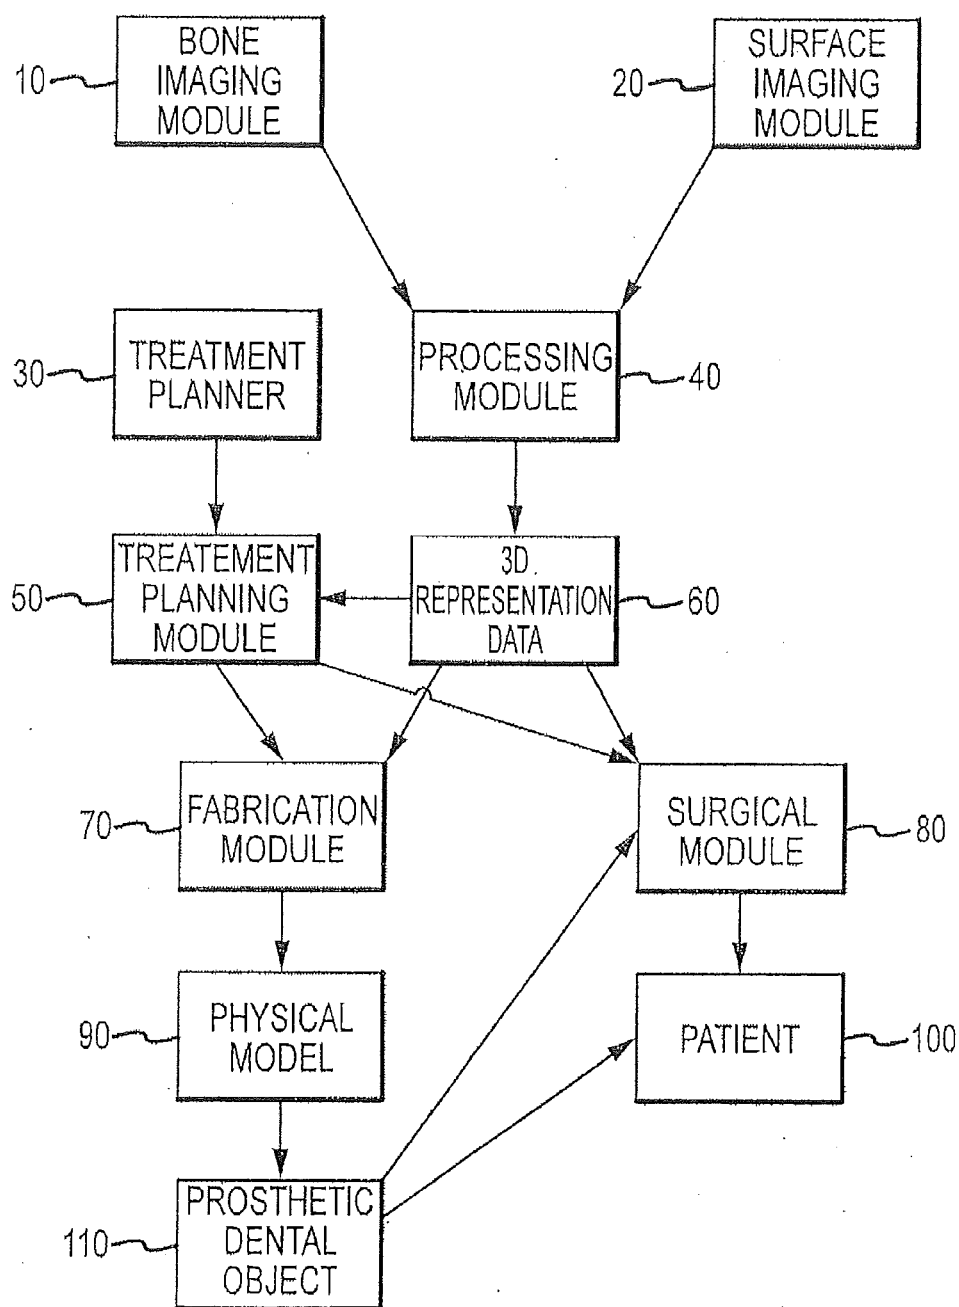 BONE
IMAGING
MODULE
10
SURFACE
IMAGING
MODULE
20
TREATMENT
PLANNER
30
PROCESSING
MODULE
40
TREATEMENT
PLANNING
MODULE
50
3D.
REPRESENTATION
DATA
60
FABRICATION
MODULE
70
SURGICAL
MODULE
80
PHYSICAL
MODEL
90
PATIENT
100
PROSTHETIC
DENTAL
OBJECT
110